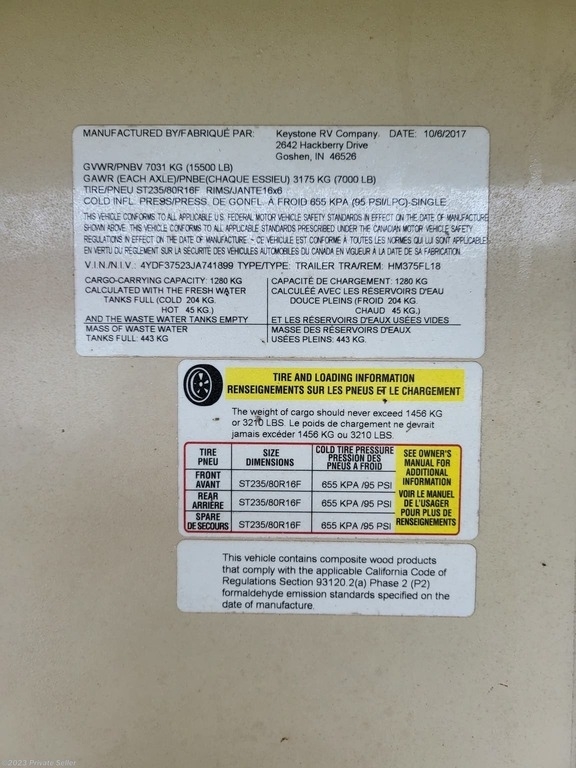 MANUFACTURED BY/FABRIQUÉ PAR: Keystone RV Company DATE: 10/6/2017
2642 Hackberry Drive
Goshen, IN 46526
GVWR/PNBV 7031 KG (15500 LB)
GAWR (EACH AXLE)/PNBE(CHAQUE ESSIEU) 3175 KG (7000 LB)
TIRE/PNEU ST235/80R16F RIMS/JANTE16x6
COLD INFL. PRESS/PRESS. DE GONFL. À FROID 655 KPA (95 PSI/LPC)-SINGLE
THIS VEHICLE CONFORMS TO ALL APPLICABLE U.S. FEDERAL MOTOR VEHICLE SAFETY STANDARDS IN EFFECT ON THE DATE OF MANUFACTURE
SHOWN ABOVE. THIS VEHICLE CONFORMS TO ALL APPLICABLE STANDARDS PRESCRIBED UNDER THE CANADIAN MOTOR VEHICLE SAFETY
REGULATIONS IN EFFECT ON THE DATE OF MANUFACTURE. - CE VEHICULE EST CONFORME A TOUTES LES NORMES QUI LUI SONT APPLICABLES
EN VERTU DU REGLEMENT SUR LA SECURITE DES VEHICULES AUTOMOBILES DU CANADA EN VIGUEUR A LA DATE DE SA FABRICATION.
V.I.N./N.I.V.: 4YDF37523JA741899 TYPE/TYPE: TRAILER TRA/REM: HM375FL18
CARGO-CARRYING CAPACITY: 1280 KG
CALCULATED WITH THE FRESH WATER
TANKS FULL (COLD 204 KG.
HOT 45 KG.)
AND THE WASTE WATER TANKS EMPTY
MASS OF WASTE WATER
TANKS FULL: 443 KG
CAPACITÉ DE CHARGEMENT: 1280 KG
CALCULÉE AVEC LES RÉSERVOIRS D'EAU
DOUCE PLEINS (FROID 204 KG.
CHAUD 45 KG.)
ET LES RÉSERVOIRS D'EAUX USÉES VIDES
MASSE DES RÉSERVOIRS D'EAUX
USÉES PLEINS: 443 KG.
TIRE AND LOADING INFORMATION
RENSEIGNEMENTS SUR LES PNEUS ET LE CHARGEMENT
The weight of cargo should never exceed 1456 KG
or 3210 LBS. Le poids de chargement ne devrait
jamais excéder 1456 KG ou 3210 LBS.
TIRE
PNEU
SIZE
DIMENSIONS
COLD TIRE PRESSURE
PRESSION DES
PNEUS A FROID
FRONT
AVANT
ST235/80R16F
655 KPA /95 PSI
REAR
ARRIÈRE
ST235/80R16F
655 KPA /95 PSI
SPARE
DE SECOURS
ST235/80R16F
655 KPA /95 PSI
SEE OWNER'S
MANUAL FOR
ADDITIONAL
INFORMATION
VOIR LE MANUEL
DE L'USAGER
POUR PLUS DE
RENSEIGNEMENTS
This vehicle contains composite wood products
that comply with the applicable California Code of
Regulations Section 93120.2(a) Phase 2 (P2)
formaldehyde emission standards specified on the
date of manufacture.
©2023 Private Seller